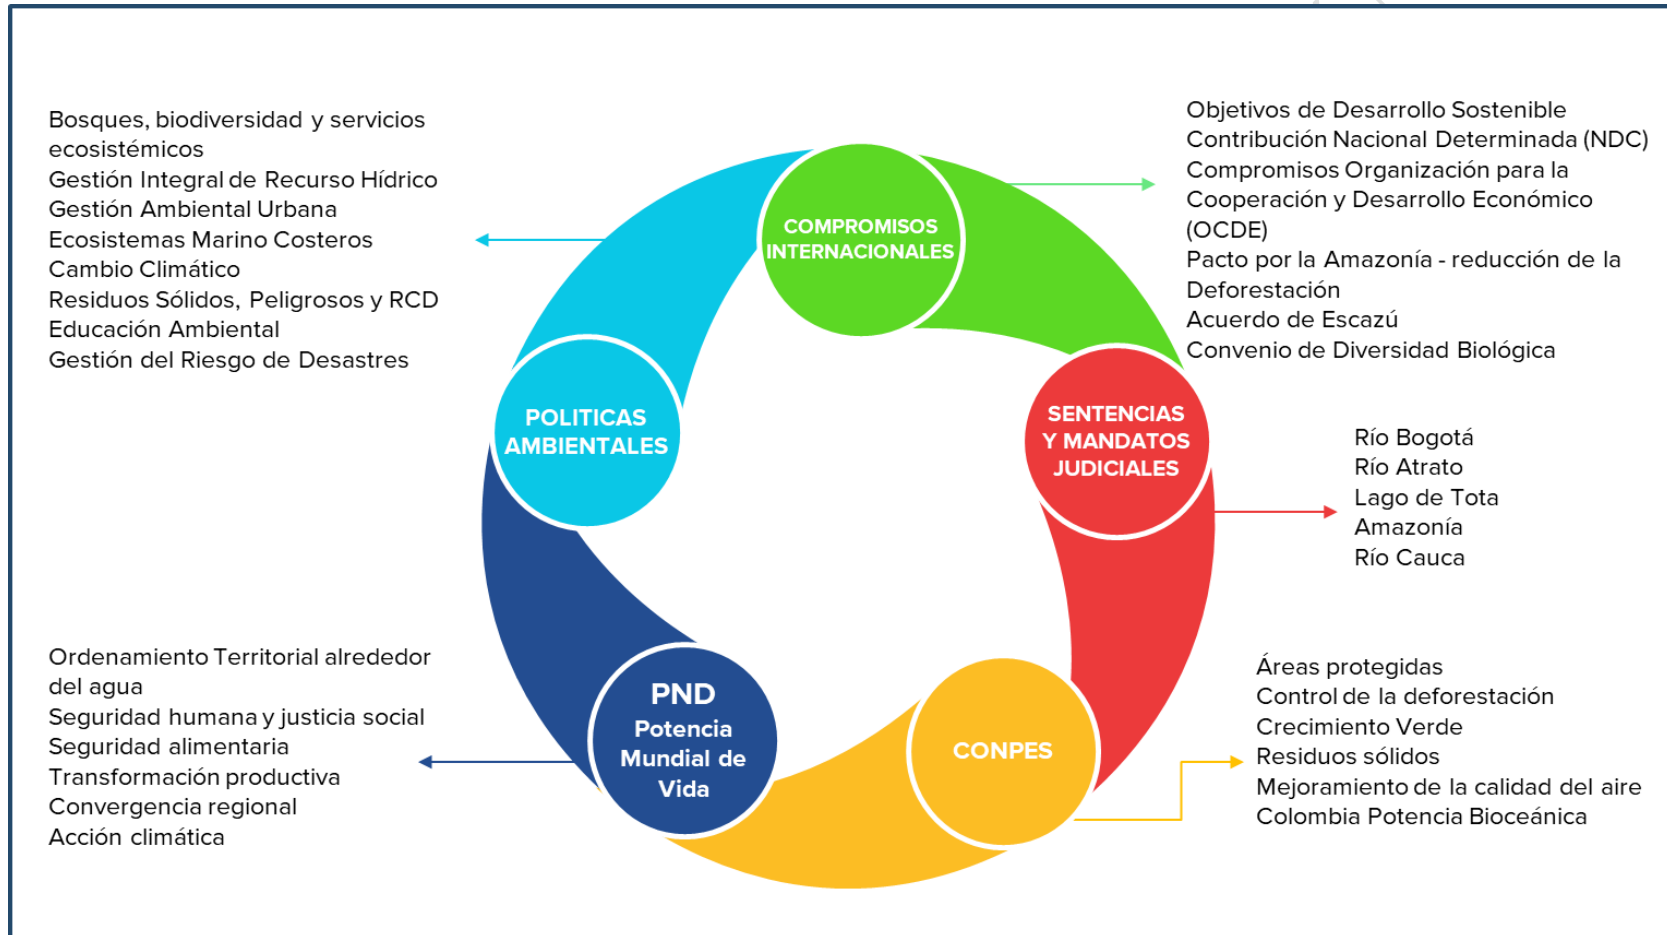 Bosques, biodiversidad y servicios
ecosistémicos
Gestión Integral de Recurso Hídrico
Gestión Ambiental Urbana
Ecosistemas Marino Costeros
Cambio Climático
Residuos Sólidos, Peligrosos y RCD
Educación Ambiental
Gestión del Riesgo de Desastres
COMPROMISOS
INTERNACIONALES
Objetivos de Desarrollo Sostenible
Contribución Nacional Determinada (NDC)
Compromisos Organización para la
Cooperación y Desarrollo Económico
(OCDE)
Pacto por la Amazonía - reducción de la
Deforestación
Acuerdo de Escazú
Convenio de Diversidad Biológica
POLITICAS
AMBIENTALES
SENTENCIAS
Y MANDATOS
JUDICIALES
Río Bogotá
Río Atrato
Lago de Tota
Amazonía
Río Cauca
Ordenamiento Territorial alrededor
del agua
Seguridad humana y justicia social
Seguridad alimentaria
Transformación productiva
Convergencia regional
Acción climática
PND
Potencia
Mundial de
Vida
CONPES
Áreas protegidas
Control de la deforestación
Crecimiento Verde
Residuos sólidos
Mejoramiento de la calidad del aire
Colombia Potencia Bioceánica